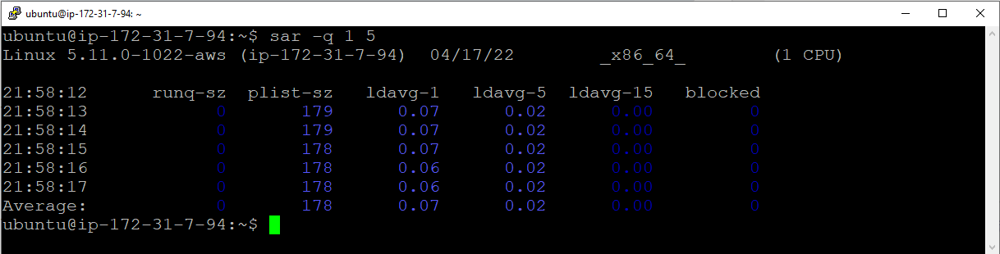 ubuntu@ip-172-31-7-94: ~
ubuntu@ip-172-31-7-94:~$ sar -q 1 5
Linux 5.11.0-1022-aws (ip-172-31-7-94) 04/17/22 _x86_64_ (1 CPU)
21:58:12 runq-sz plist-sz ldavg-1 ldavg-5 ldavg-15 blocked
21:58:13 0 179 0.07 0.02 0.00 0
21:58:14 0 179 0.07 0.02 0.00 0
21:58:15 0 178 0.07 0.02 0.00 0
21:58:16 0 178 0.06 0.02 0.00 0
21:58:17 0 178 0.06 0.02 0.00 0
Average: 0 178 0.07 0.02 0.00 0
ubuntu@ip-172-31-7-94:~$